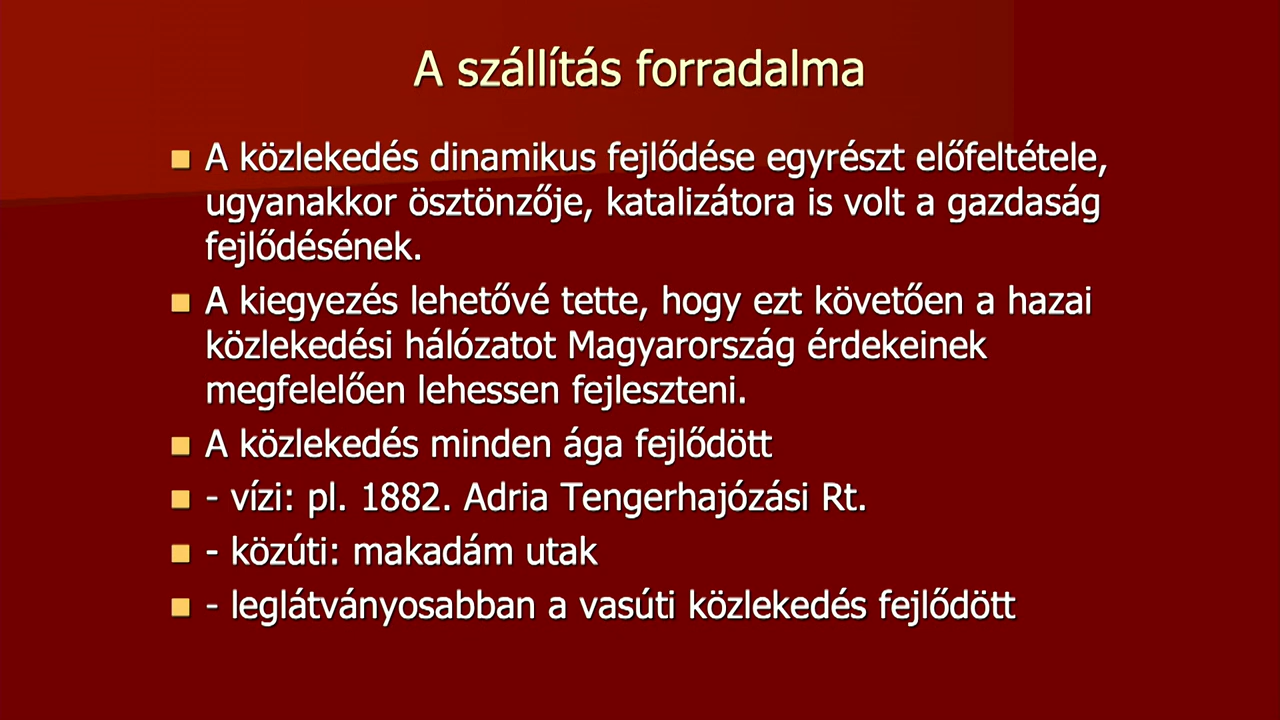 A szállítás forradalma
A közlekedés dinamikus fejlődése egyrészt előfeltétele,
ugyanakkor ösztönzője, katalizátora is volt a gazdaság
fejlődésének.
A kiegyezés lehetővé tette, hogy ezt követően a hazai
közlekedési hálózatot Magyarország érdekeinek
megfelelően lehessen fejleszteni.
A közlekedés minden ága fejlődött
- vízi: pl. 1882. Adria Tengerhajózási Rt.
- közúti: makadám utak
- leglátványosabban a vasúti közlekedés fejlődött